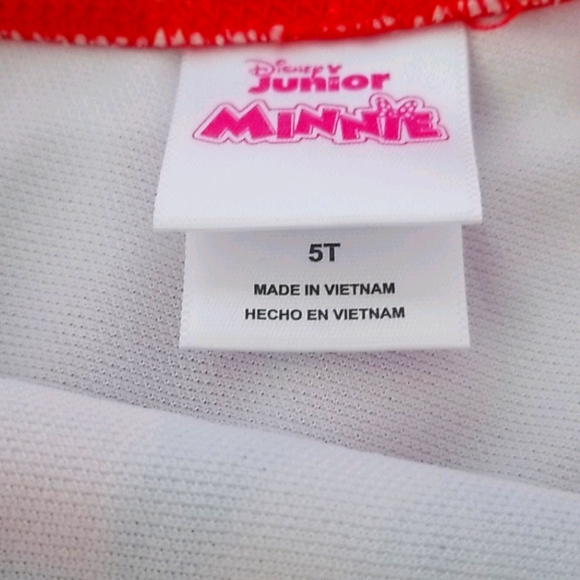 Disney
Junior
MINNIE
5T
MADE IN VIETNAM
HECHO EN VIETNAM